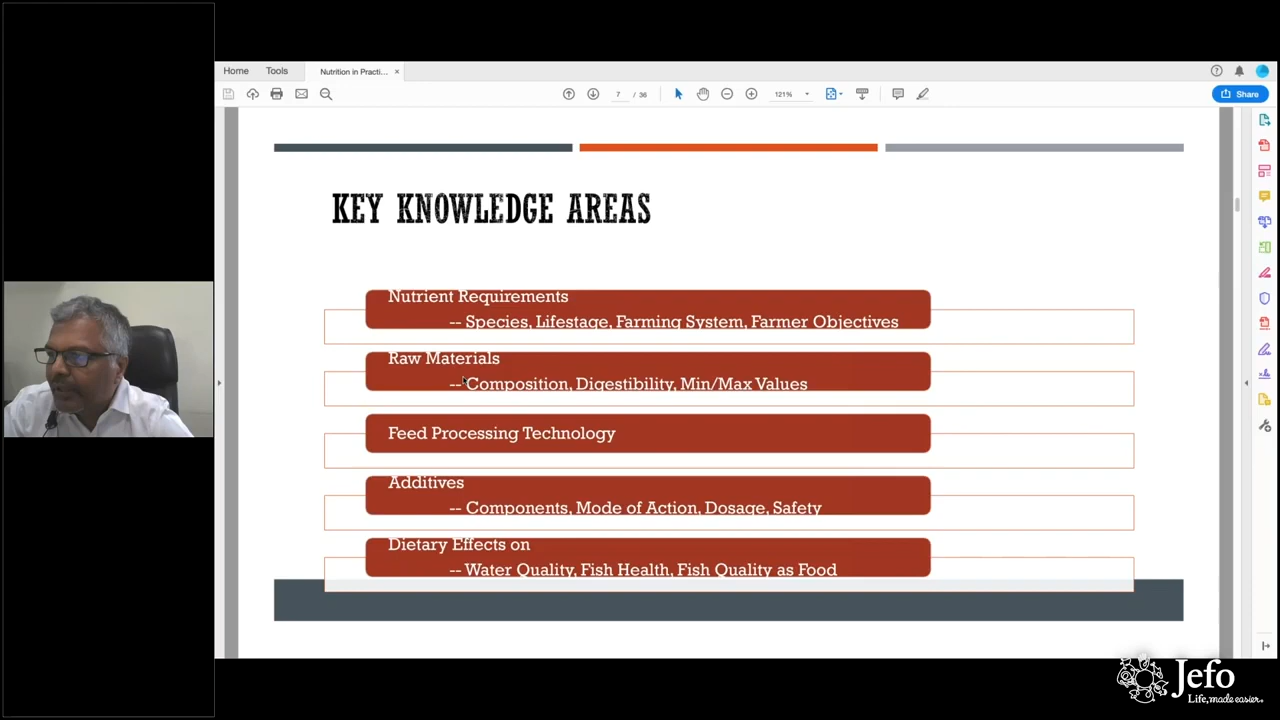 Home
Tools
Nutrition in Practi...
7 / 36
121%
Share
KEY KNOWLEDGE AREAS
Nutrient Requirements
-- Species, Lifestage, Farming System, Farmer Objectives
Raw Materials
-- Composition, Digestibility, Min/Max Values
Feed Processing Technology
Additives
-- Components, Mode of Action, Dosage, Safety
Dietary Effects on
-- Water Quality, Fish Health, Fish Quality as Food
Jefo
Life, made easier.